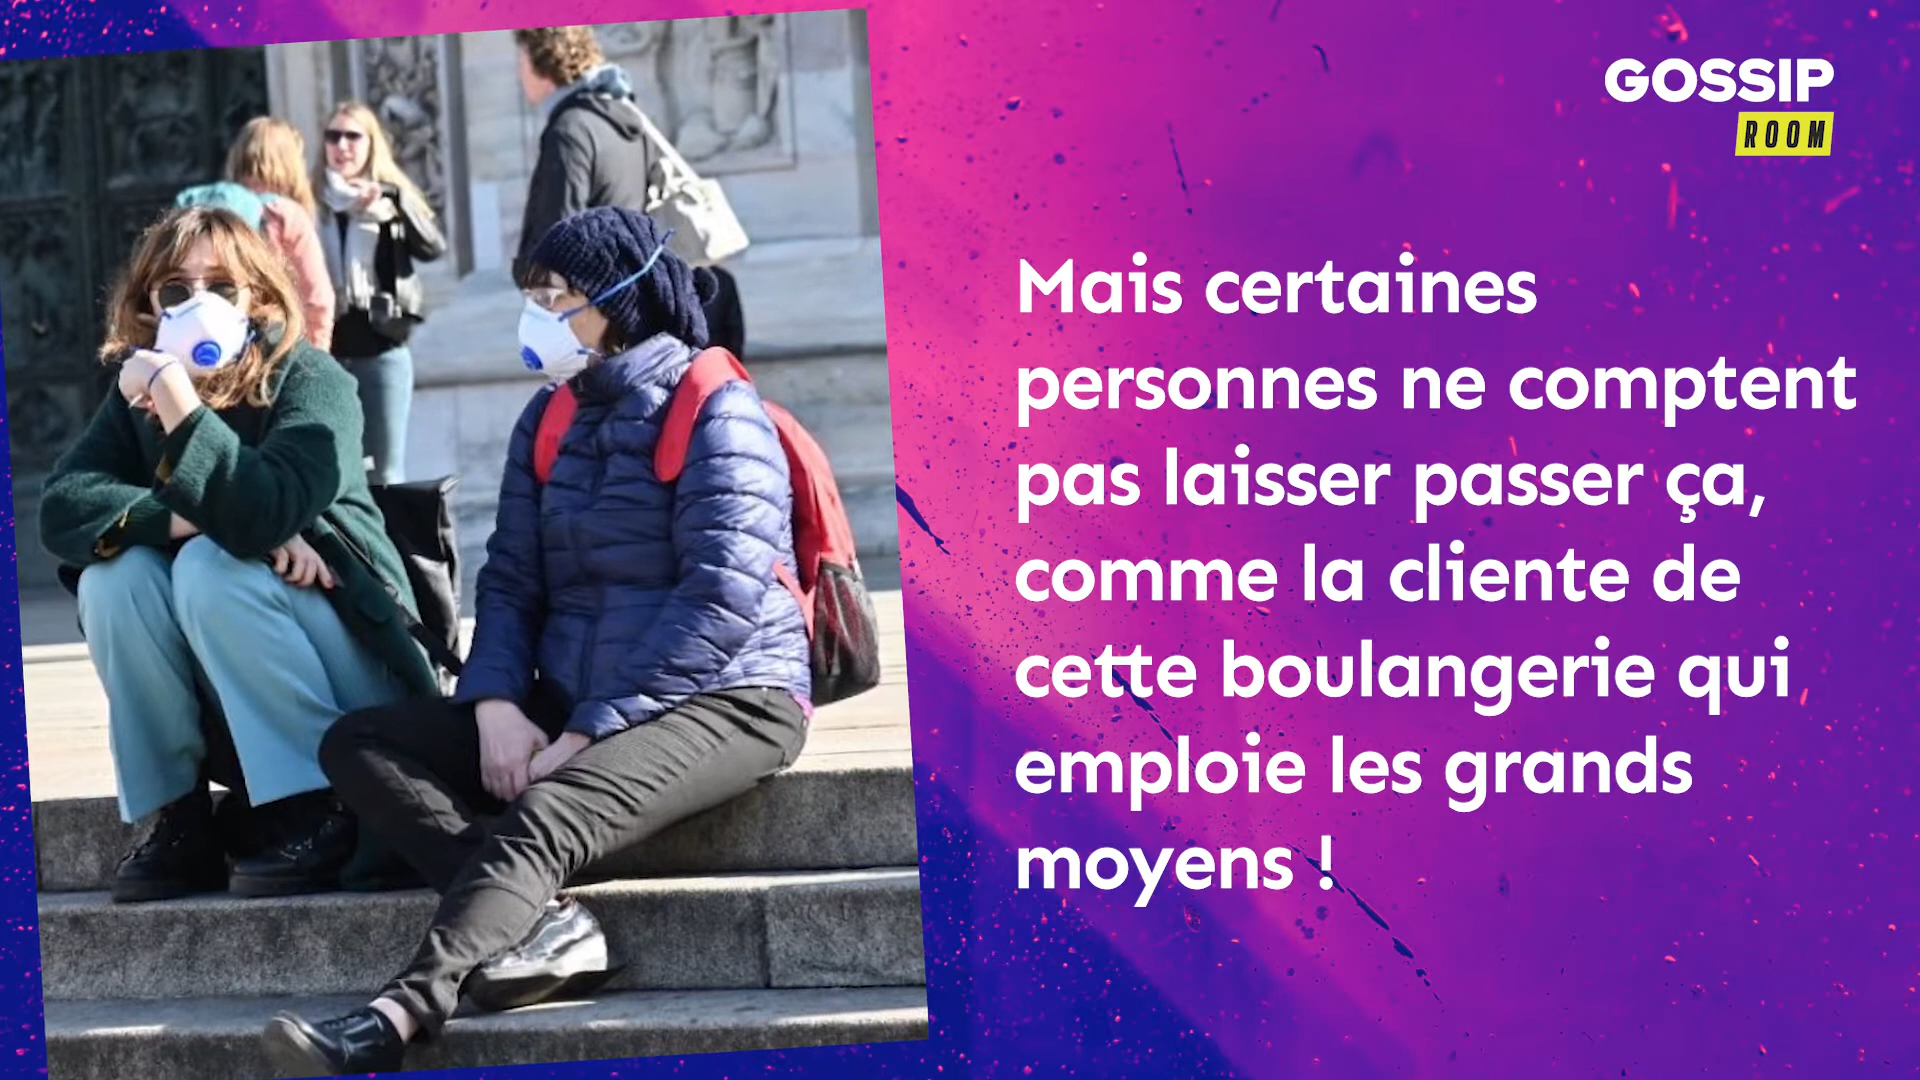 GOSSIP
ROOM
Mais certaines
personnes ne comptent
pas laisser passer ça,
comme la cliente de
cette boulangerie qui
emploie les grands
moyens !